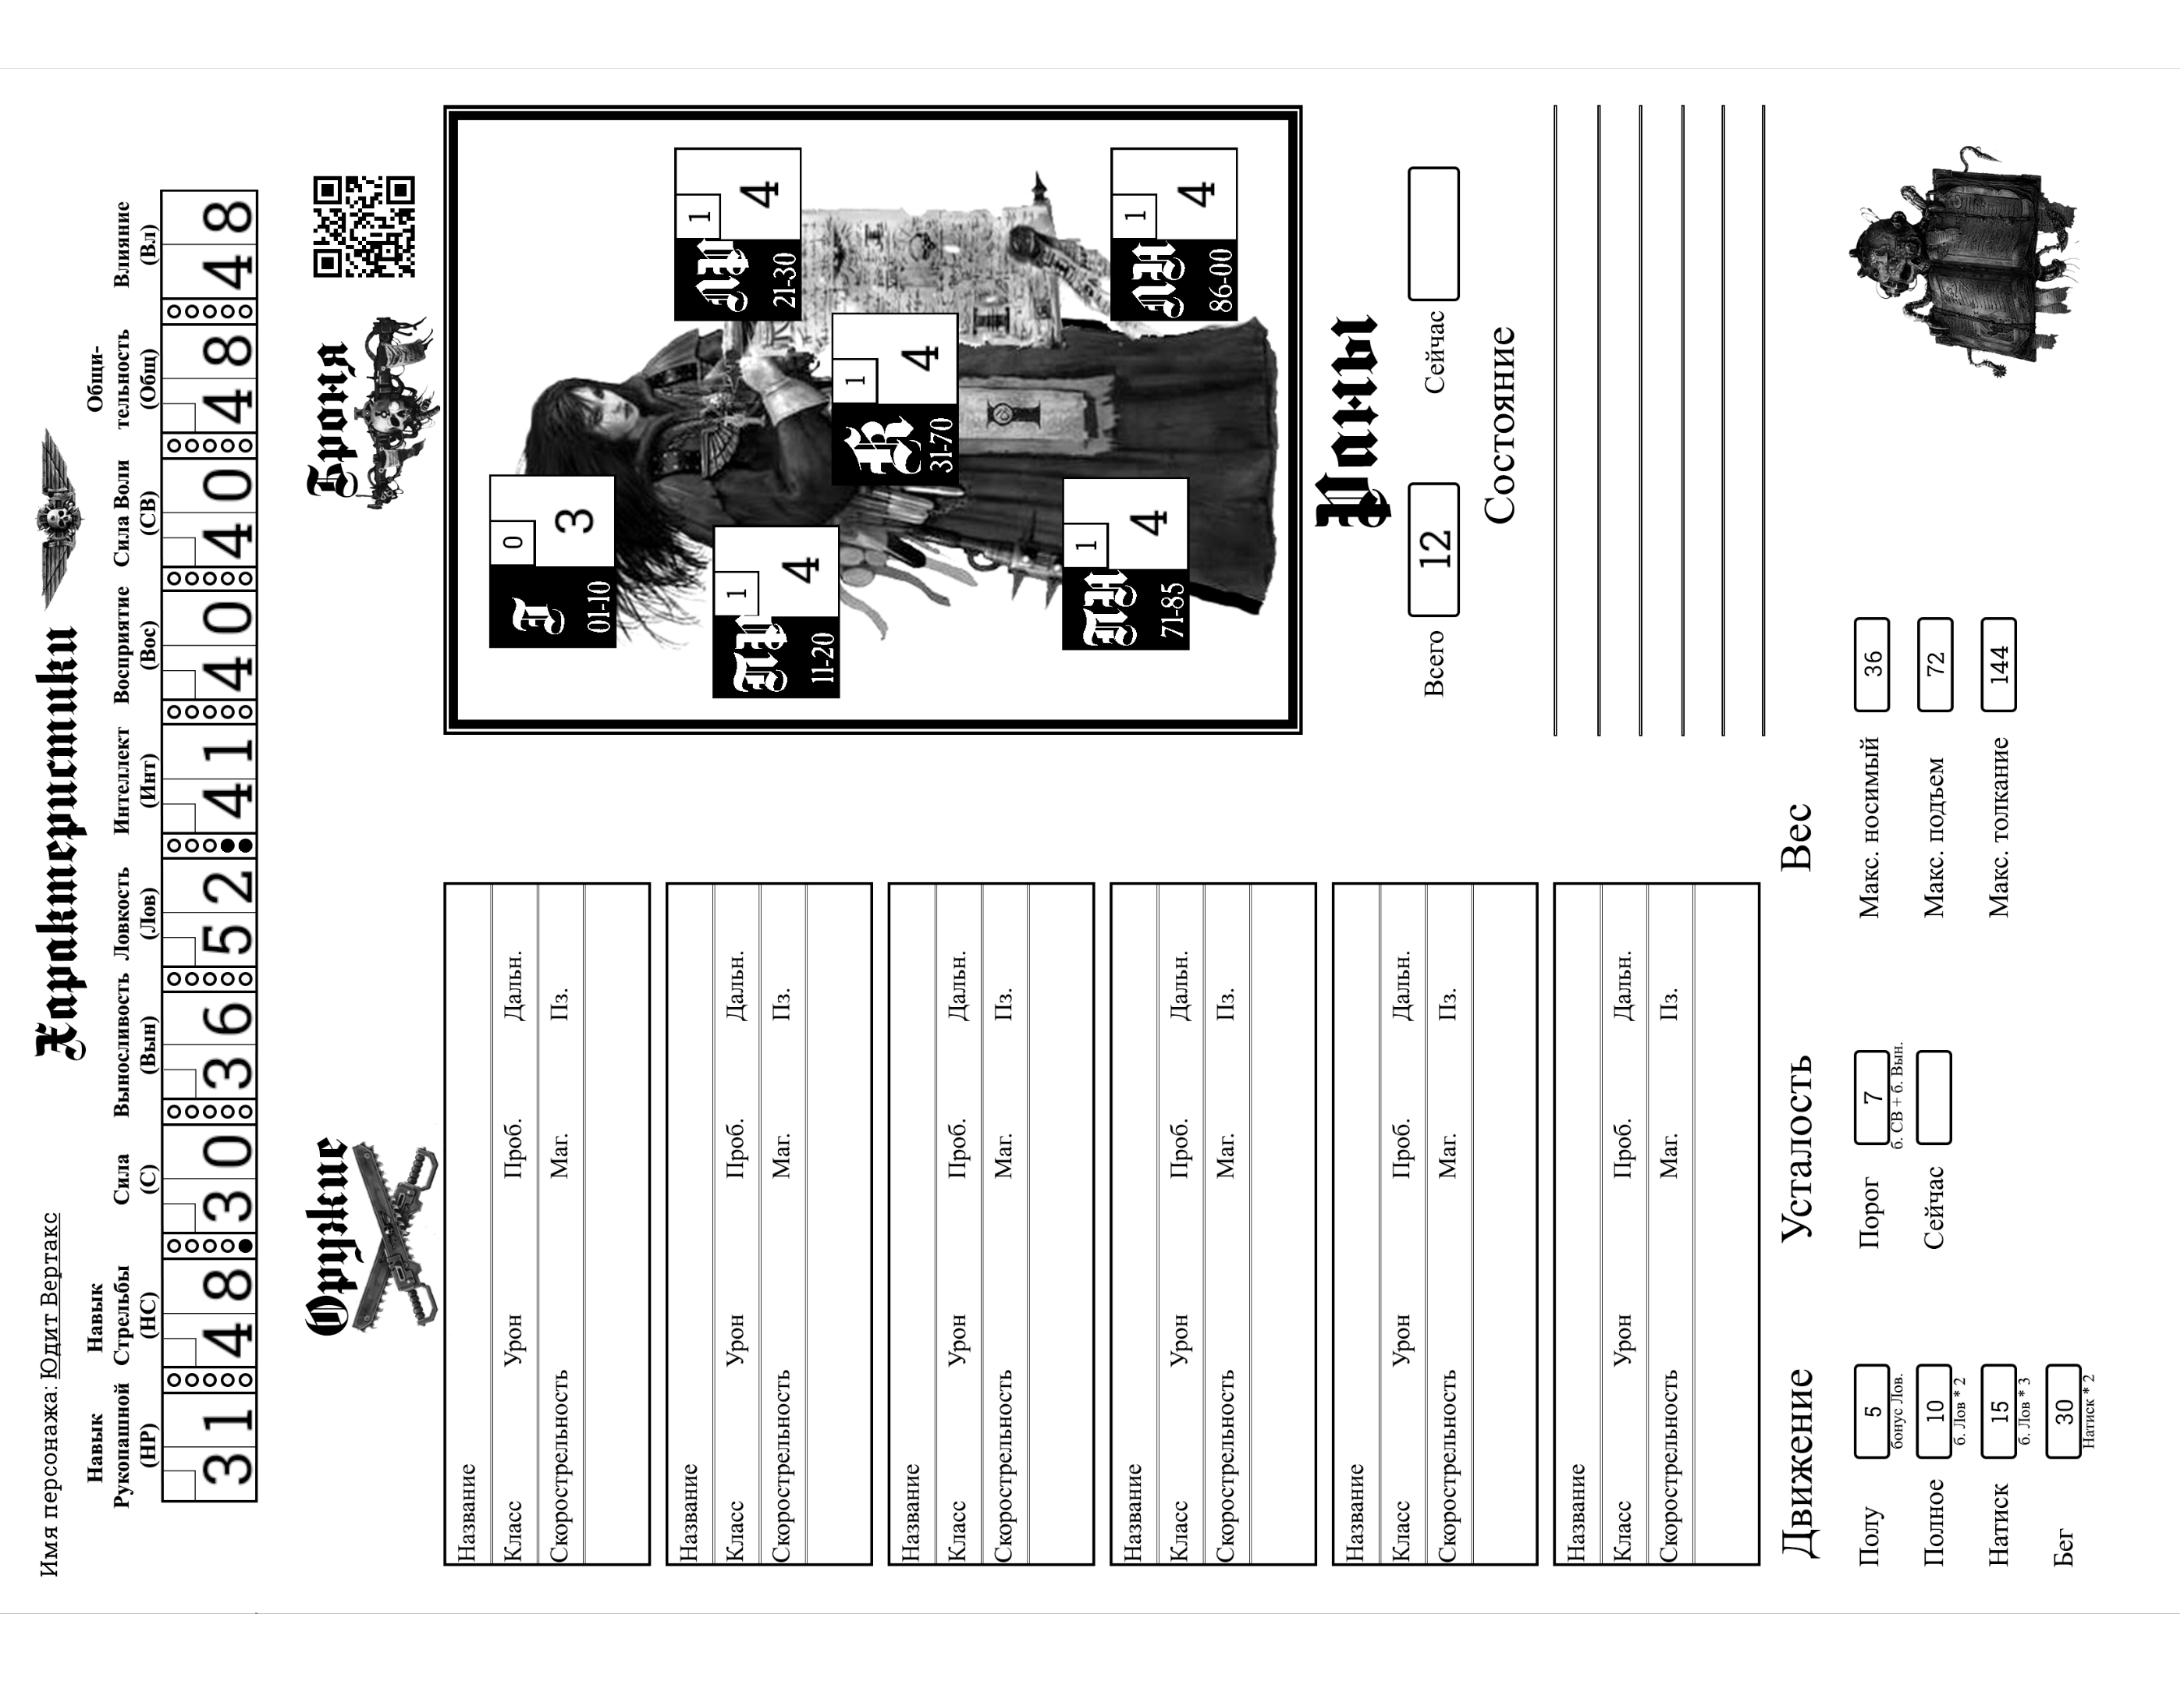 Имя персонажа: Юдит Вертакс
Характеристики
Навык Рукопашной (НР)
Навык Стрельбы (НС)
Сила (С)
Выносливость (Вын)
Ловкость (Лов)
Интеллект (Инт)
Восприятие (Вос)
Сила Воли (СВ)
Общи-
тельность (Общ)
Влияние (Вл)
31 48 30 36 52 41 40 40 48 48
Оружие
Броня
Название
Класс Урон Проб. Дальн.
Скорострельность Маг. Пз.
Название
Класс Урон Проб. Дальн.
Скорострельность Маг. Пз.
Название
Класс Урон Проб. Дальн.
Скорострельность Маг. Пз.
Название
Класс Урон Проб. Дальн.
Скорострельность Маг. Пз.
Название
Класс Урон Проб. Дальн.
Скорострельность Маг. Пз.
Название
Класс Урон Проб. Дальн.
Скорострельность Маг. Пз.
Г 0
01-10 3
ЛР 1
21-30 4
ПР 1
11-20 4
1
31-70 4
ПН 1
71-85 4
ЛН 1
86-00 4
Раны
Всего 12 Сейчас
Состояние
Движение
Полу 5
бонус Лов.
Полное 10
б. Лов * 2
Натиск 15
б. Лов * 3
Бег 30
Натиск * 2
Усталость
Порог 7
б. СВ + б. Вын.
Сейчас
Вес
Макс. носимый 36
Макс. подъем 72
Макс. толкание 144